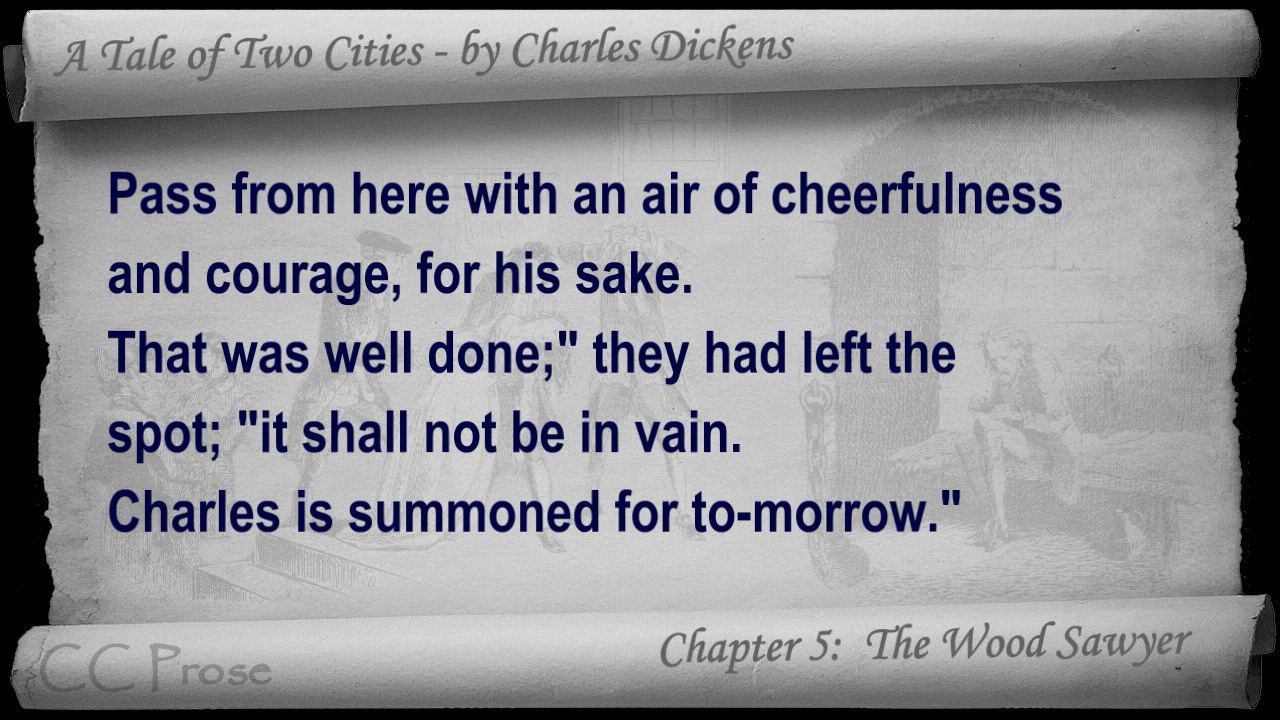 A Tale of Two Cities - by Charles Dickens
Pass from here with an air of cheerfulness
and courage, for his sake.
That was well done;" they had left the
spot; "it shall not be in vain.
Charles is summoned for to-morrow."
Chapter 5: The Wood Sawyer
CC Prose